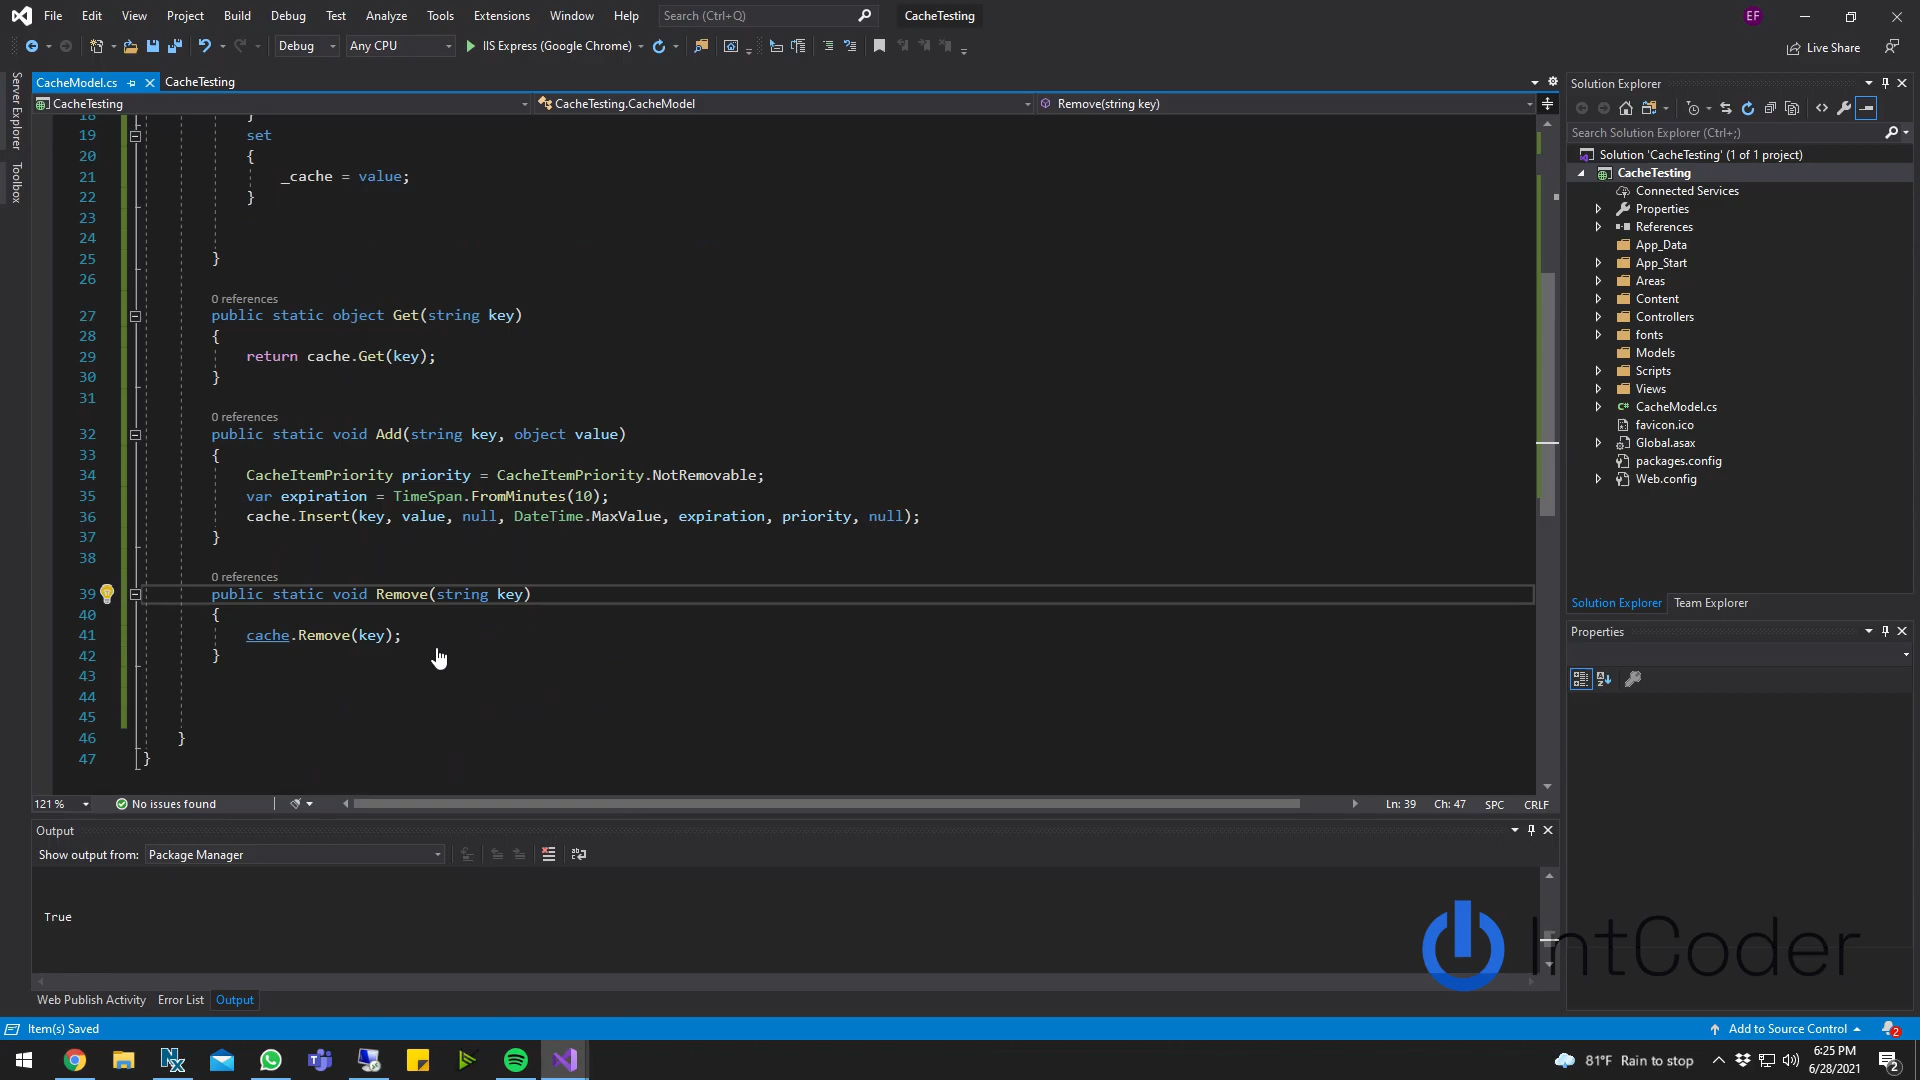 File Edit View Project Build Debug Test Analyze Tools Extensions Window Help Search (Ctrl+Q) CacheTesting EF
Debug Any CPU IIS Express (Google Chrome) Live Share
Server Explorer
Toolbox
CacheModel.cs CacheTesting
CacheTesting CacheTesting.CacheModel Remove(string key)
18 }
19 set
20 {
21 _cache = value;
22 }
23
24
25 }
26
0 references
27 public static object Get(string key)
28 {
29 return cache.Get(key);
30 }
31
0 references
32 public static void Add(string key, object value)
33 {
34 CacheItemPriority priority = CacheItemPriority.NotRemovable;
35 var expiration = TimeSpan.FromMinutes(10);
36 cache.Insert(key, value, null, DateTime.MaxValue, expiration, priority, null);
37 }
38
0 references
39 public static void Remove(string key)
40 {
41 cache.Remove(key);
42 }
43
44
45
46 }
47 }
121 % No issues found Ln: 39 Ch: 47 SPC CRLF
Output
Show output from: Package Manager
True
Web Publish Activity Error List Output
Solution Explorer
Search Solution Explorer (Ctrl+;)
Solution 'CacheTesting' (1 of 1 project)
CacheTesting
Connected Services
Properties
References
App_Data
App_Start
Areas
Content
Controllers
fonts
Models
Scripts
Views
C# CacheModel.cs
favicon.ico
Global.asax
packages.config
Web.config
Solution Explorer Team Explorer
Properties
IntCoder
Item(s) Saved Add to Source Control 2
81°F Rain to stop 6:25 PM
6/28/2021 2